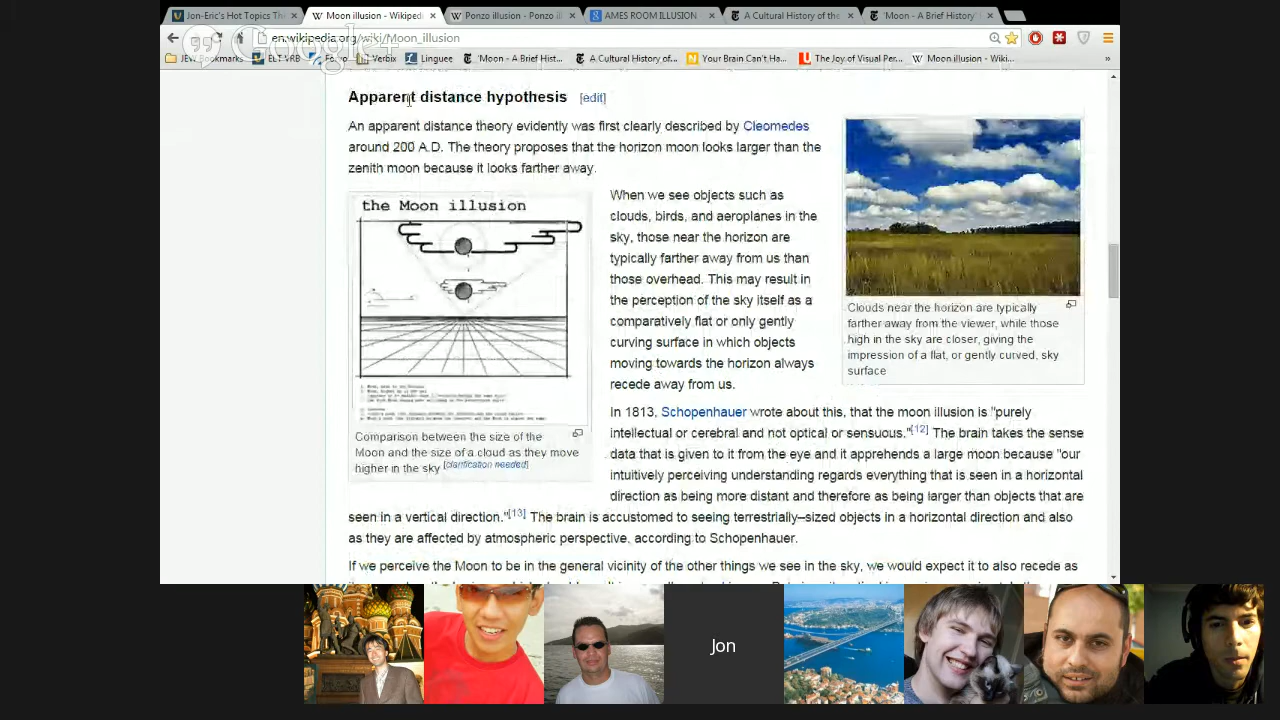 Jon-Eric's Hot Topics The
Moon illusion - Wikiped
Ponzo illusion - Ponzo il
AMES ROOM ILLUSION
A Cultural History of the
'Moon - A Brief History'
Google+
en.wikipedia.org/wiki/Moon_illusion
JEW Bookmarks
ELT VRB
Forvo
Verbix
Linguee
'Moon - A Brief Hist...
A Cultural History of...
Your Brain Can't Ha...
The Joy of Visual Per...
Moon illusion - Wiki...
»
Apparent distance hypothesis [edit]
An apparent distance theory evidently was first clearly described by Cleomedes
around 200 A.D. The theory proposes that the horizon moon looks larger than the
zenith moon because it looks farther away.
the Moon illusion
Comparison between the size of the
Moon and the size of a cloud as they move
higher in the sky [clarification needed]
When we see objects such as
clouds, birds, and aeroplanes in the
sky, those near the horizon are
typically farther away from us than
those overhead. This may result in
the perception of the sky itself as a
comparatively flat or only gently
curving surface in which objects
moving towards the horizon always
recede away from us.
Clouds near the horizon are typically
farther away from the viewer, while those
high in the sky are closer, giving the
impression of a flat, or gently curved, sky
surface
In 1813, Schopenhauer wrote about this, that the moon illusion is "purely
intellectual or cerebral and not optical or sensuous."[12] The brain takes the sense
data that is given to it from the eye and it apprehends a large moon because "our
intuitively perceiving understanding regards everything that is seen in a horizontal
direction as being more distant and therefore as being larger than objects that are
seen in a vertical direction."[13] The brain is accustomed to seeing terrestrially–sized objects in a horizontal direction and also
as they are affected by atmospheric perspective, according to Schopenhauer.
If we perceive the Moon to be in the general vicinity of the other things we see in the sky, we would expect it to also recede as
Jon